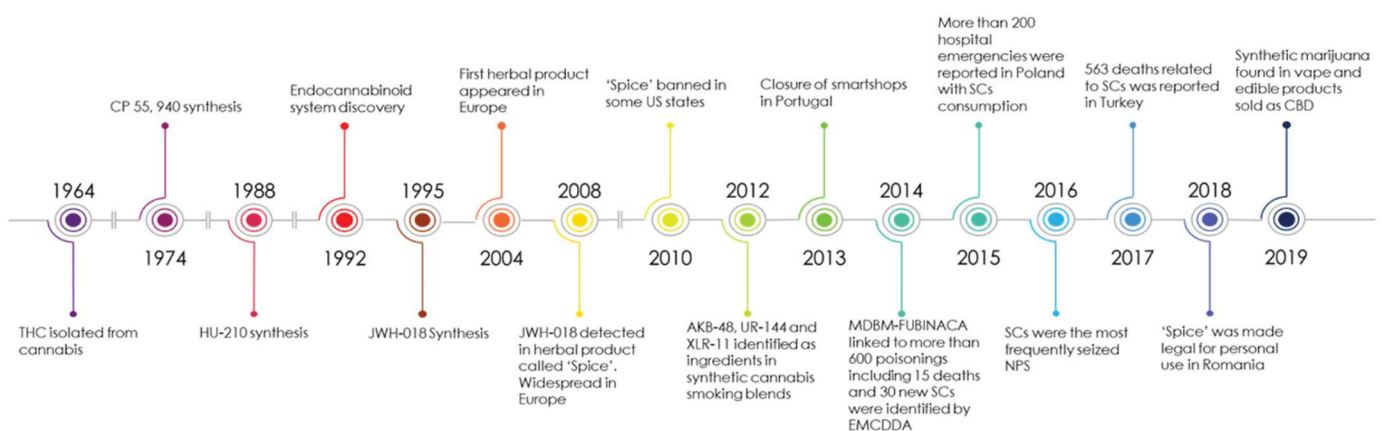 1964
THC isolated from
cannabis
CP 55, 940 synthesis
1974
1988
HU-210 synthesis
Endocannabinoid
system discovery
1992
1995
JWH-018 Synthesis
First herbal product
appeared in
Europe
2004
2008
JWH-018 detected
in herbal product
called ‘Spice’.
Widespread in
Europe
‘Spice’ banned in
some US states
2010
2012
AKB-48, UR-144 and
XLR-11 identified as
ingredients in
synthetic cannabis
smoking blends
Closure of smartshops
in Portugal
2013
2014
MDBM-FUBINACA
linked to more than
600 poisonings
including 15 deaths
and 30 new SCs
were identified by
EMCDDA
More than 200
hospital
emergencies were
reported in Poland
with SCs
consumption
2015
2016
SCs were the most
frequently seized
NPS
563 deaths related
to SCs was reported
in Turkey
2017
2018
‘Spice’ was made
legal for personal
use in Romania
Synthetic marijuana
found in vape and
edible products
sold as CBD
2019